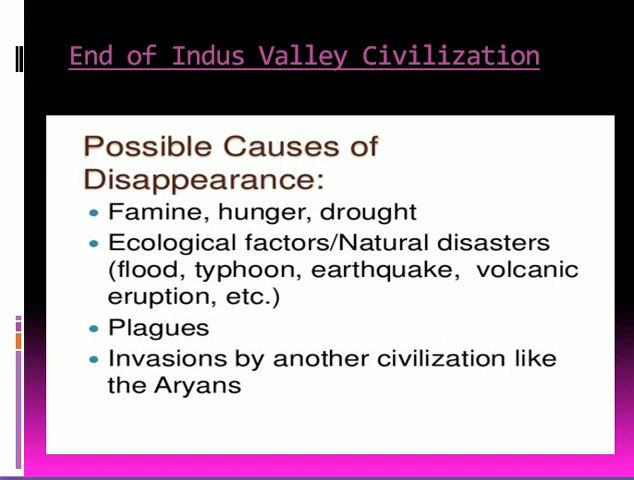 End of Indus Valley Civilization
Possible Causes of
Disappearance:
• Famine, hunger, drought
• Ecological factors/Natural disasters
(flood, typhoon, earthquake, volcanic
eruption, etc.)
• Plagues
• Invasions by another civilization like
the Aryans